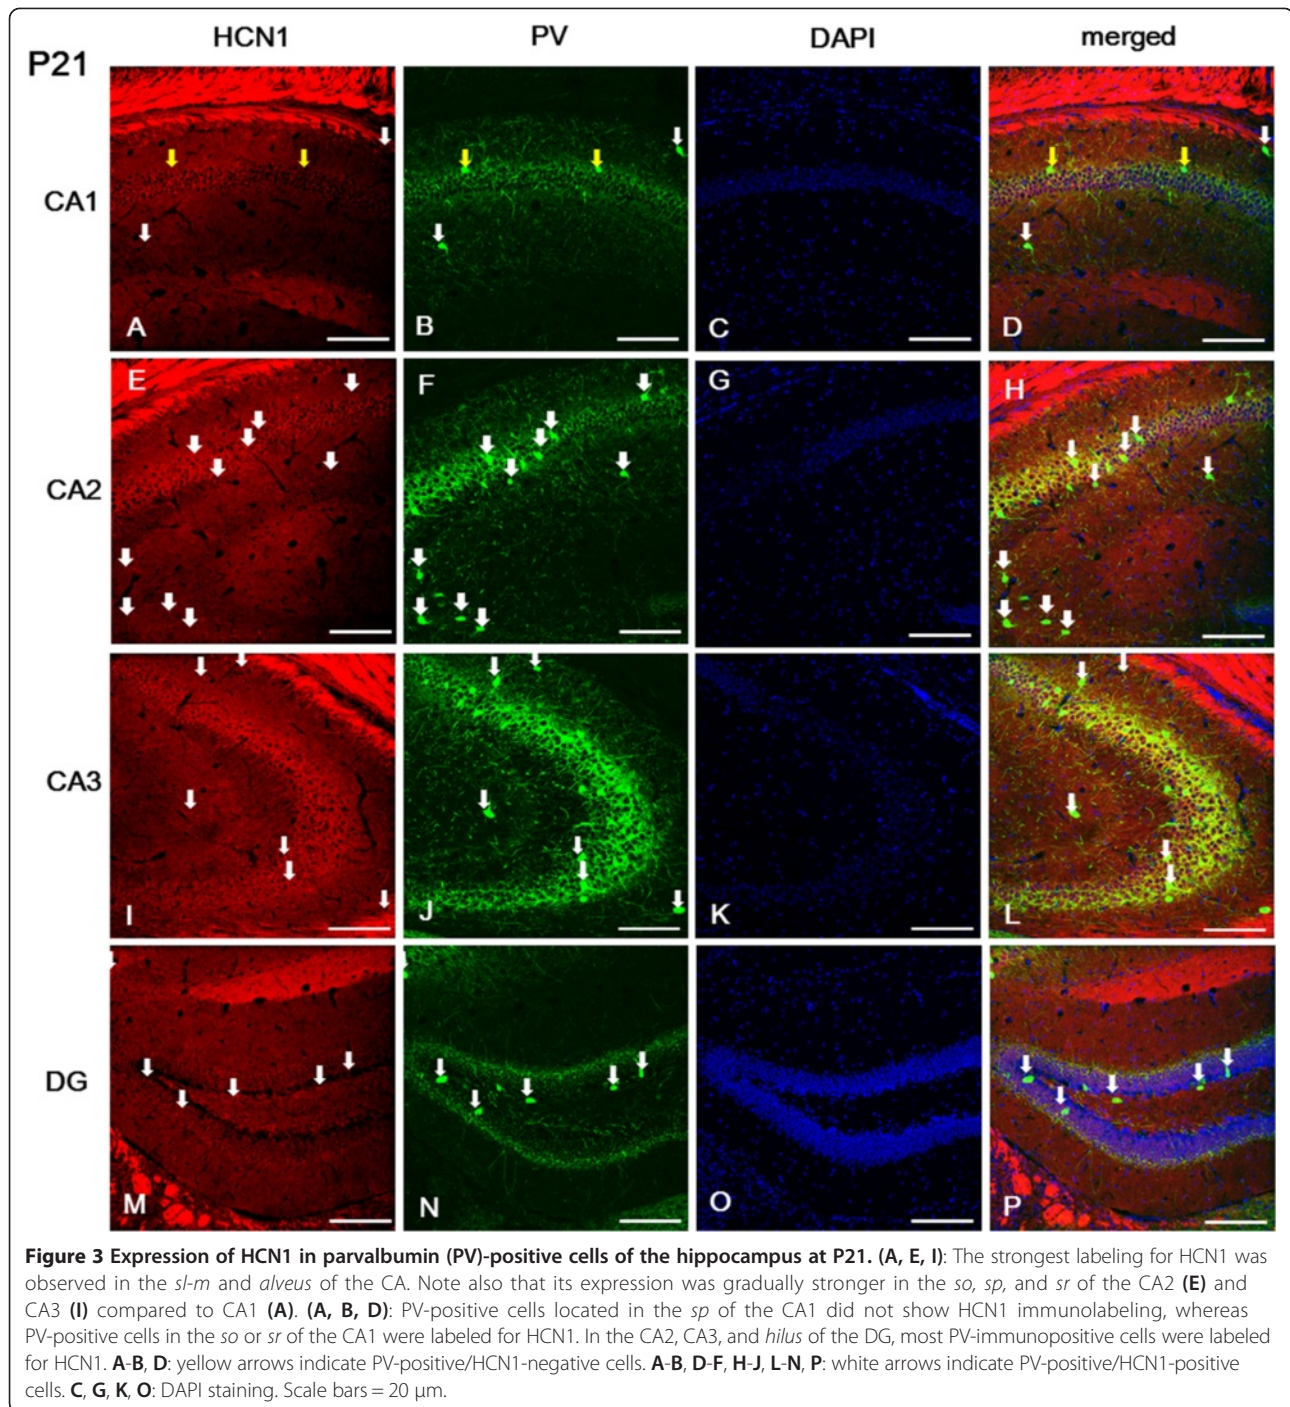 HCN1 PV DAPI merged
P21
CA1
A B C D
E F G H
CA2
CA3
I J K L
DG
M N O P
Figure 3 Expression of HCN1 in parvalbumin (PV)-positive cells of the hippocampus at P21. (A, E, I): The strongest labeling for HCN1 was
observed in the sl-m and alveus of the CA. Note also that its expression was gradually stronger in the so, sp, and sr of the CA2 (E) and
CA3 (I) compared to CA1 (A). (A, B, D): PV-positive cells located in the sp of the CA1 did not show HCN1 immunolabeling, whereas
PV-positive cells in the so or sr of the CA1 were labeled for HCN1. In the CA2, CA3, and hilus of the DG, most PV-immunopositive cells were labeled
for HCN1. A-B, D: yellow arrows indicate PV-positive/HCN1-negative cells. A-B, D-F, H-J, L-N, P: white arrows indicate PV-positive/HCN1-positive
cells. C, G, K, O: DAPI staining. Scale bars = 20 μm.